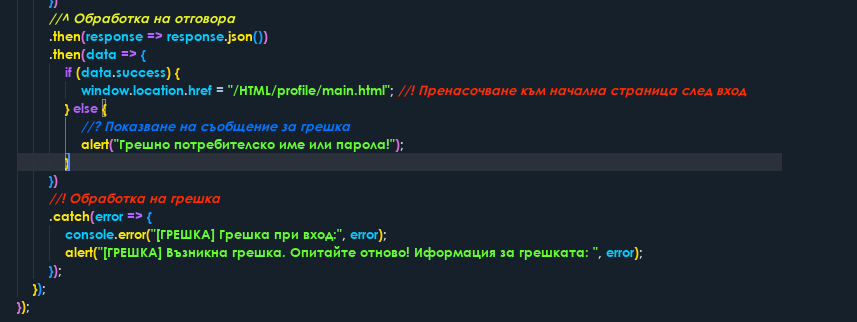 })
//^ Обработка на отговора
.then(response => response.json())
.then(data => {
if (data.success) {
window.location.href = "/HTML/profile/main.html"; //! Пренасочване към начална страница след вход
} else {
//? Показване на съобщение за грешка
alert("Грешно потребителско име или парола!");
}
})
//! Обработка на грешка
.catch(error => {
console.error("[ГРЕШКА] Грешка при вход:", error);
alert("[ГРЕШКА] Възникна грешка. Опитайте отново! Иформация за грешката: ", error);
});
});
});